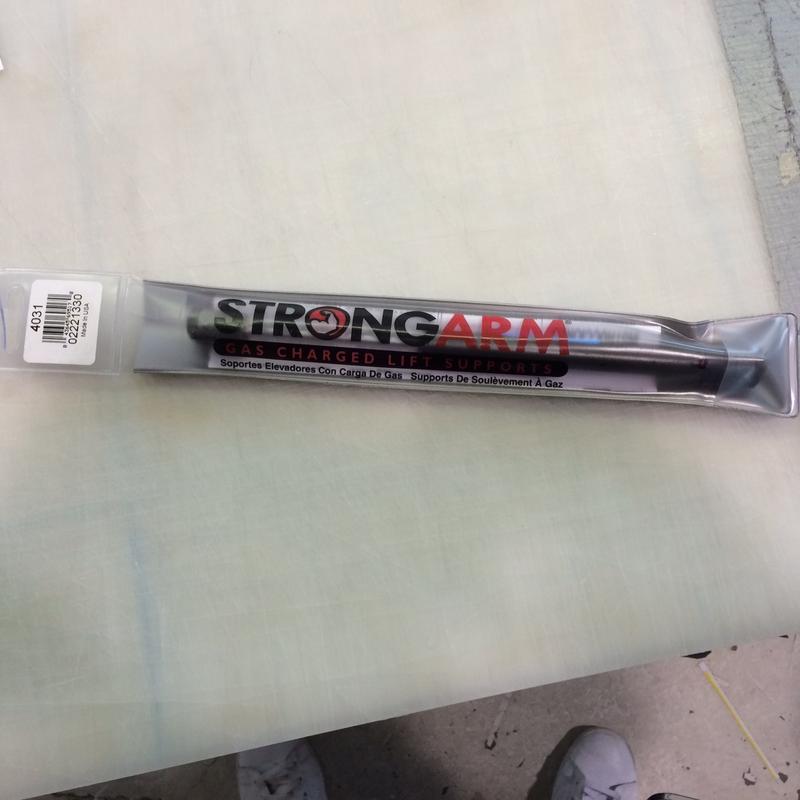 4031
02221330
Made in USA
STRONGARM
GAS CHARGED LIFT SUPPORTS
Soportes Elevadores Con Carga De Gas Supports De Soulèvement À Gaz